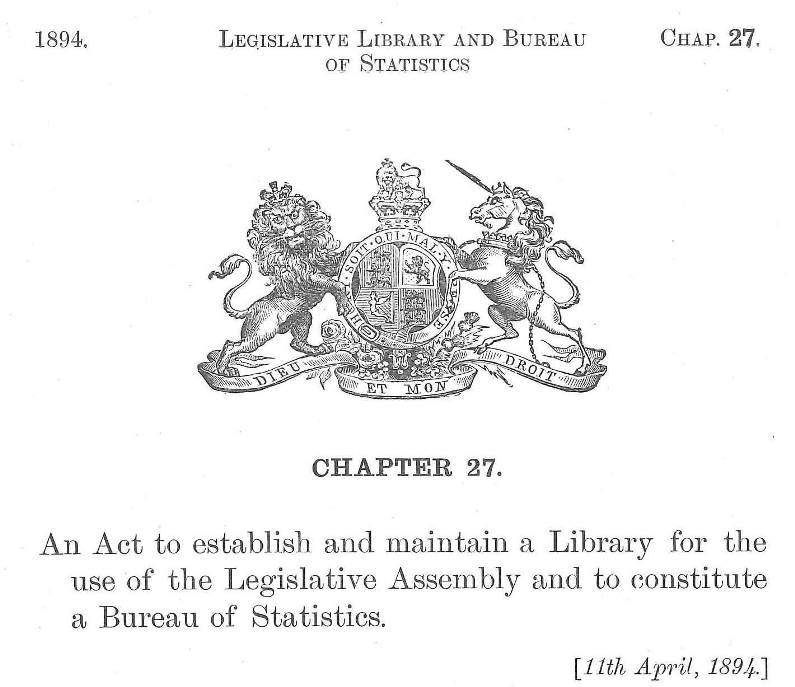 1894. LEGISLATIVE LIBRARY AND BUREAU CHAP. 27.
OF STATISTICS
SOIT·QUI·MAL·Y
DIEU ET MON DROIT
CHAPTER 27.
An Act to establish and maintain a Library for the
use of the Legislative Assembly and to constitute
a Bureau of Statistics.
[11th April, 1894.]